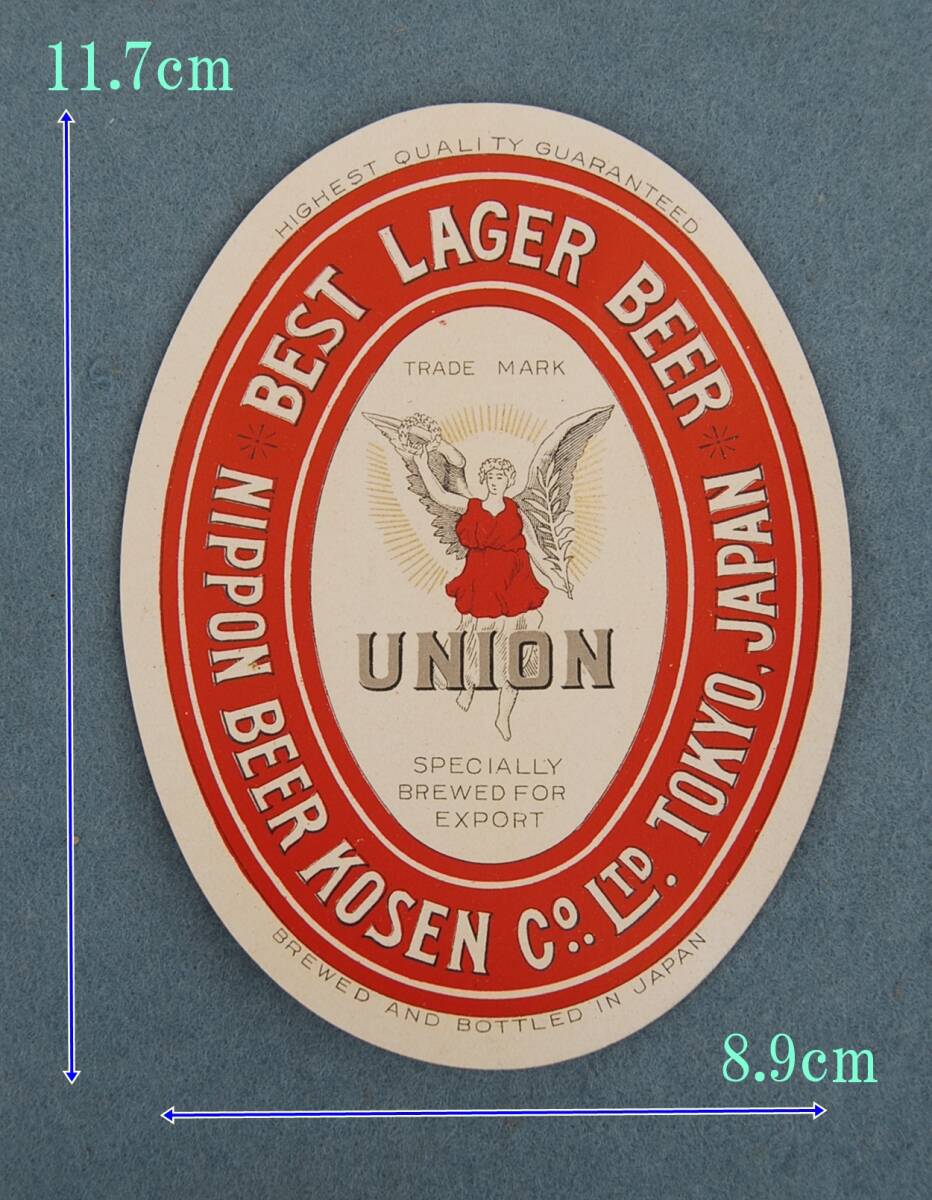 11.7cm
HIGHEST QUALITY GUARANTEED
BEST LAGER BEER
TRADE MARK
UNION
SPECIALLY
BREWED FOR
EXPORT
NIPPON BEER KOSEN Co. LTD. TOKYO, JAPAN
BREWED AND BOTTLED IN JAPAN
8.9cm